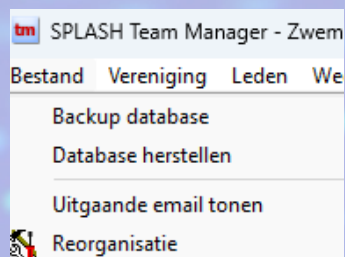 tm SPLASH Team Manager - Zwem
Bestand Vereniging Leden We
Backup database
Database herstellen
Uitgaande email tonen
Reorganisatie